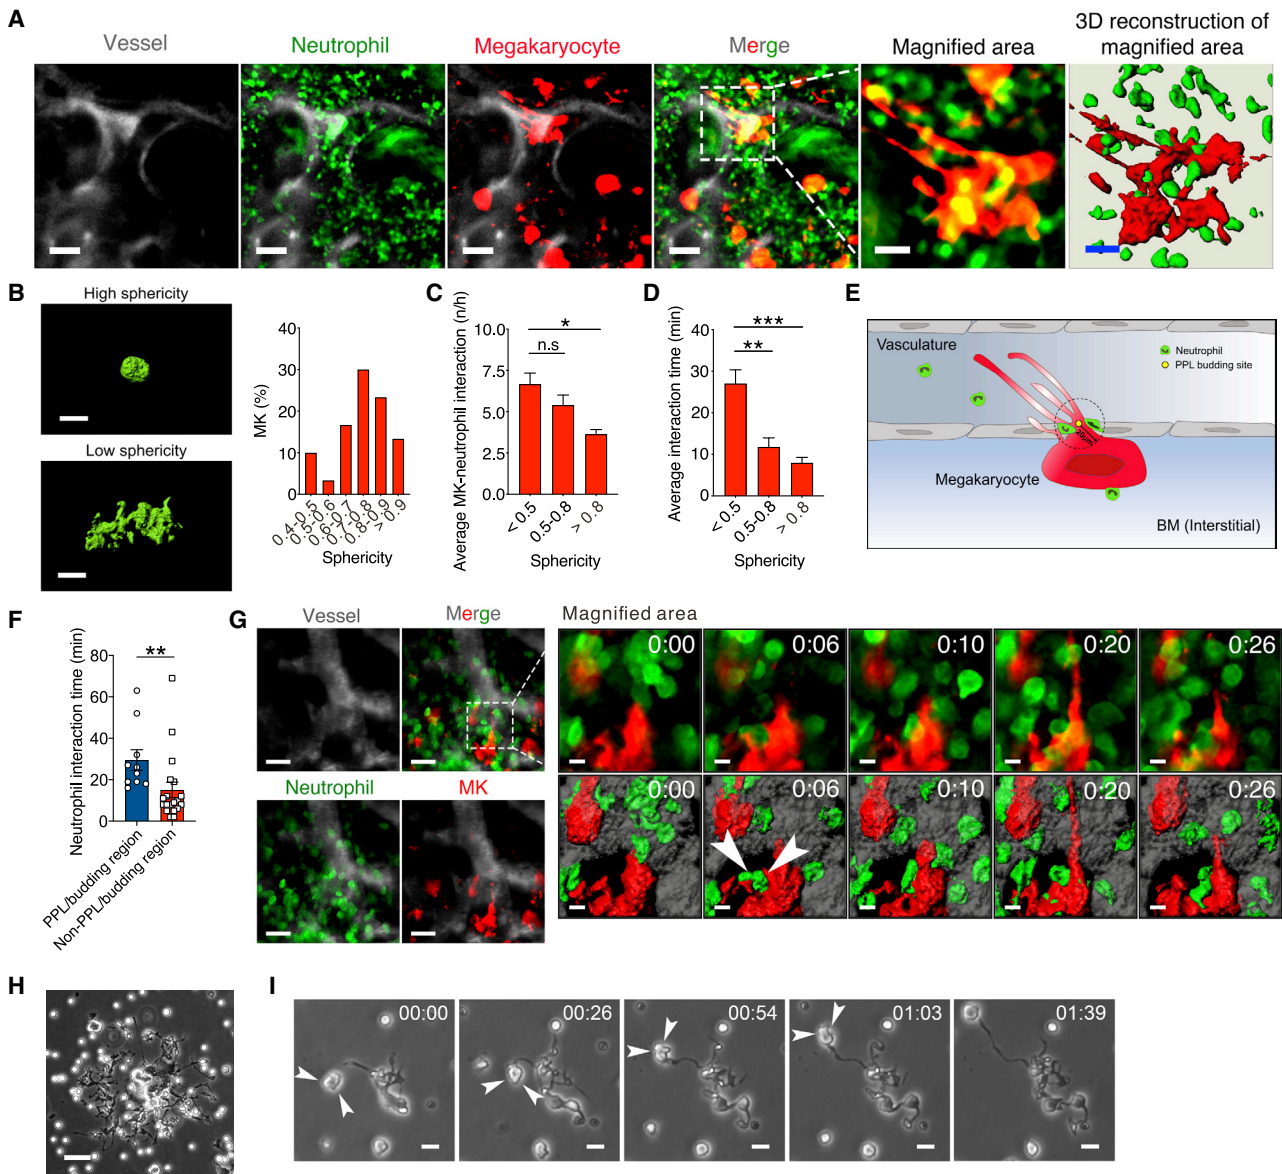 A
Vessel
Neutrophil
Megakaryocyte
Merge
Magnified area
3D reconstruction of
magnified area
B
High sphericity
Low sphericity
MK (%)
40
30
20
10
0
0.4-0.5
0.5-0.6
0.6-0.7
0.7-0.8
0.8-0.9
> 0.9
Sphericity
C
Average MK-neutrophil interaction (n/h)
10.0
7.5
5.0
2.5
0.0
*
n.s
< 0.5
0.5-0.8
> 0.8
Sphericity
D
Average interaction time (min)
40
30
20
10
0
***
**
< 0.5
0.5-0.8
> 0.8
Sphericity
E
Vasculature
Neutrophil
PPL budding site
20μm
Megakaryocyte
BM (Interstitial)
F
Neutrophil interaction time (min)
80
60
40
20
0
**
PPL/budding region
Non-PPL/budding region
G
Vessel
Merge
Neutrophil
MK
Magnified area
0:00
0:06
0:10
0:20
0:26
0:00
0:06
0:10
0:20
0:26
H
I
00:00
00:26
00:54
01:03
01:39